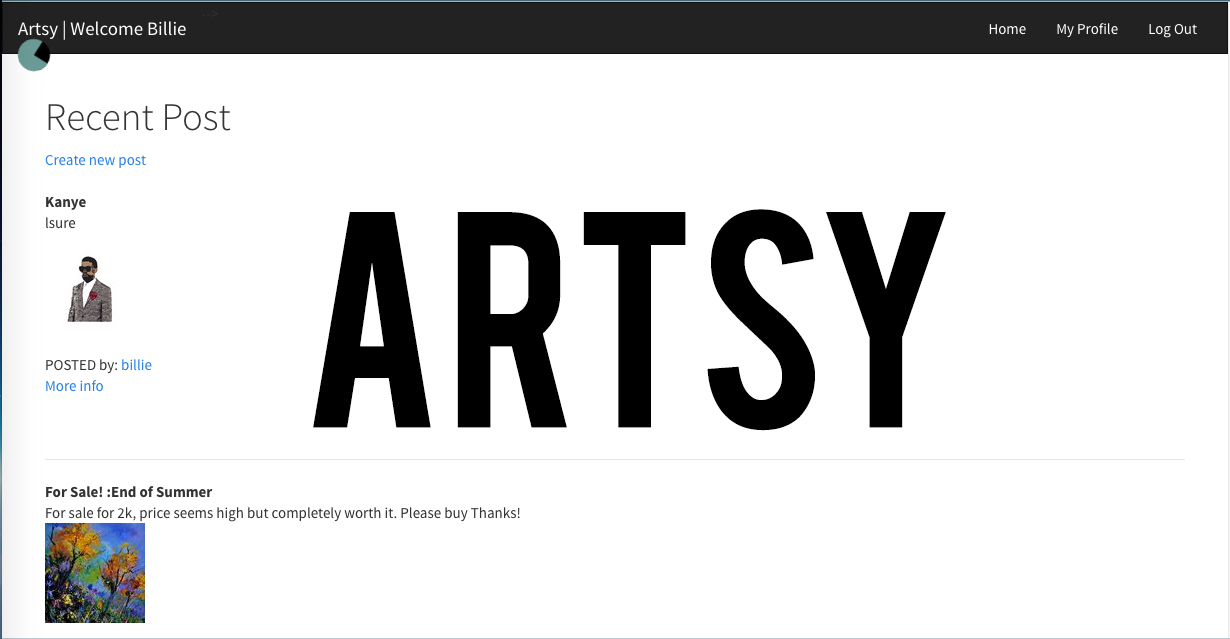 -->
Artsy | Welcome Billie
Home
My Profile
Log Out
Recent Post
Create new post
Kanye
lsure
ARTSY
POSTED by: billie
More info
For Sale! :End of Summer
For sale for 2k, price seems high but completely worth it. Please buy Thanks!